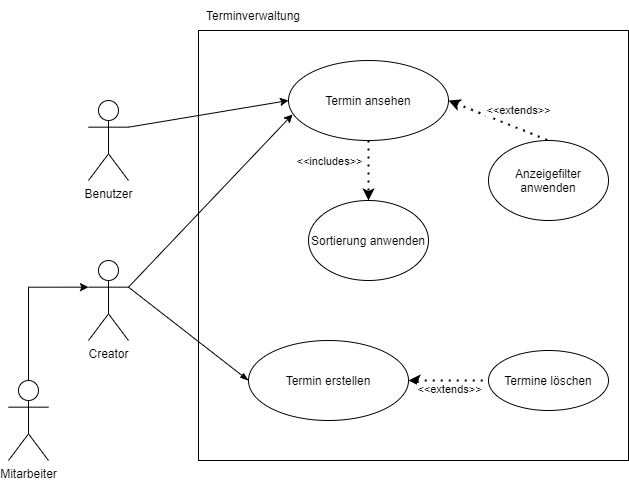 Terminverwaltung
Termin ansehen
<<extends>>
<<includes>>
Anzeigefilter
anwenden
Benutzer
Sortierung anwenden
Creator
Termin erstellen
Termine löschen
<<extends>>
Mitarbeiter